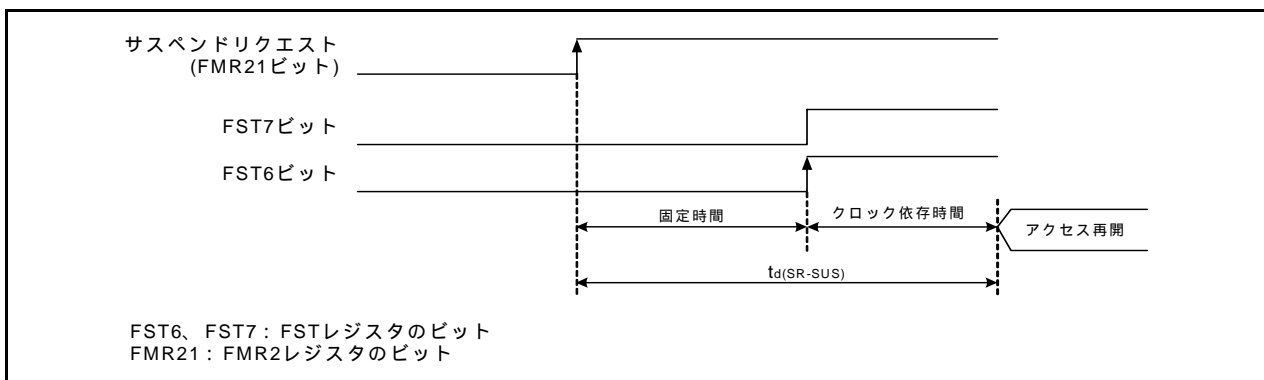 サスペンドリクエスト
(FMR21ビット)
FST7ビット
FST6ビット
固定時間
クロック依存時間
アクセス再開
td(SR-SUS)
FST6、FST7：FSTレジスタのビット
FMR21：FMR2レジスタのビット